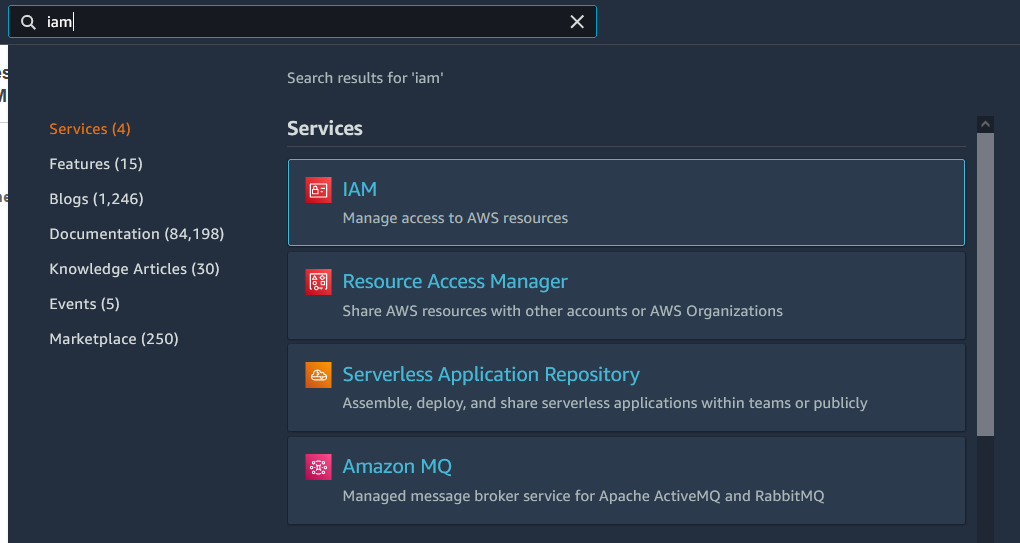 iam
Search results for 'iam'
Services (4)
Features (15)
Blogs (1,246)
Documentation (84,198)
Knowledge Articles (30)
Events (5)
Marketplace (250)
Services
IAM
Manage access to AWS resources
Resource Access Manager
Share AWS resources with other accounts or AWS Organizations
Serverless Application Repository
Assemble, deploy, and share serverless applications within teams or publicly
Amazon MQ
Managed message broker service for Apache ActiveMQ and RabbitMQ